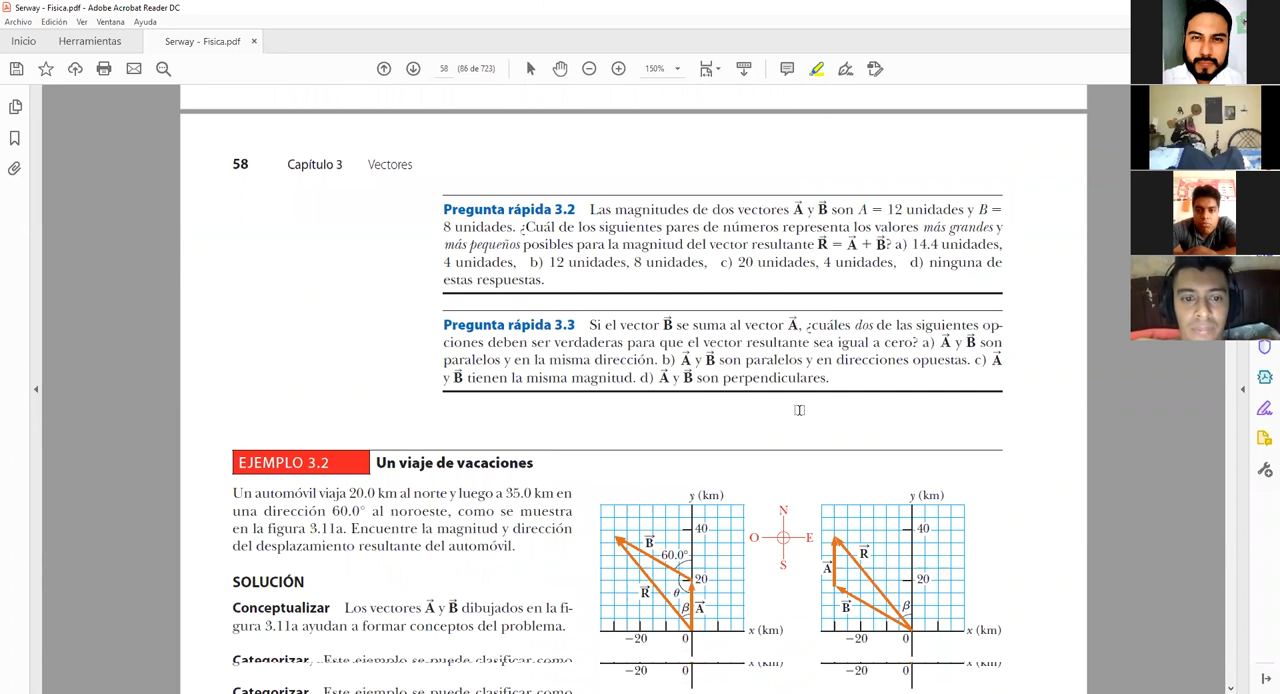 Serway - Fisica.pdf - Adobe Acrobat Reader DC
Archivo Edición Ver Ventana Ayuda
Inicio Herramientas Serway - Fisica.pdf ×
58 (86 de 723) 150%
58 Capítulo 3 Vectores
Pregunta rápida 3.2 Las magnitudes de dos vectores A⃗ y B⃗ son A = 12 unidades y B =
8 unidades. ¿Cuál de los siguientes pares de números representa los valores más grandes y
más pequeños posibles para la magnitud del vector resultante R⃗ = A⃗ + B⃗? a) 14.4 unidades,
4 unidades, b) 12 unidades, 8 unidades, c) 20 unidades, 4 unidades, d) ninguna de
estas respuestas.
Pregunta rápida 3.3 Si el vector B⃗ se suma al vector A⃗, ¿cuáles dos de las siguientes op-
ciones deben ser verdaderas para que el vector resultante sea igual a cero? a) A⃗ y B⃗ son
paralelos y en la misma dirección. b) A⃗ y B⃗ son paralelos y en direcciones opuestas. c) A⃗
y B⃗ tienen la misma magnitud. d) A⃗ y B⃗ son perpendiculares.
EJEMPLO 3.2 Un viaje de vacaciones
Un automóvil viaja 20.0 km al norte y luego a 35.0 km en
una dirección 60.0° al noroeste, como se muestra
en la figura 3.11a. Encuentre la magnitud y dirección
del desplazamiento resultante del automóvil.
SOLUCIÓN
Conceptualizar Los vectores A⃗ y B⃗ dibujados en la fi-
gura 3.11a ayudan a formar conceptos del problema.
Categorizar Este ejemplo se puede clasificar como
Categorizar Este ejemplo se puede clasificar como
y (km)
40
B⃗
60.0°
20
R⃗ θ
β A⃗
−20 0 x (km)
−20 0 x (km)
N
O E
S
y (km)
40
R⃗
A⃗
20
B⃗ β
−20 0 x (km)
−20 0 x (km)